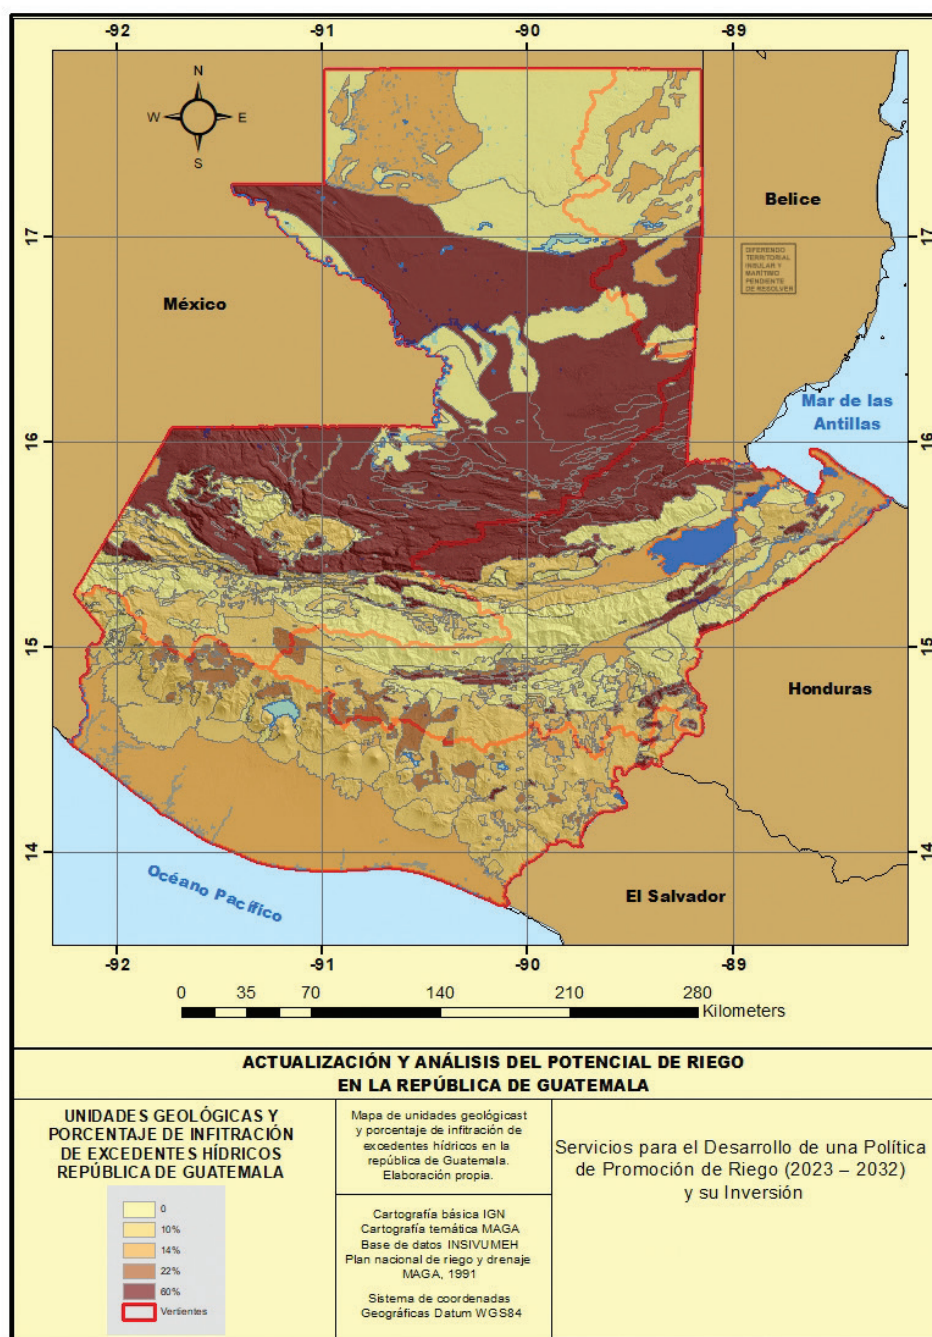 -92 -91 -90 -89
N
W E
S
Belice
17 17
DIFERENDO
TERRITORIAL
INSULAR Y
MARÍTIMO
PENDIENTE
DE RESOLVER
México
Mar de las
Antillas
16 16
15 15
Honduras
14 14
Océano Pacífico
El Salvador
-92 -91 -90 -89
0 35 70 140 210 280
Kilometers
ACTUALIZACIÓN Y ANÁLISIS DEL POTENCIAL DE RIEGO
EN LA REPÚBLICA DE GUATEMALA
UNIDADES GEOLÓGICAS Y
PORCENTAJE DE INFITRACIÓN
DE EXCEDENTES HÍDRICOS
REPÚBLICA DE GUATEMALA
0
10%
14%
22%
60%
Vertientes
Mapa de unidades geológicast
y porcentaje de infitración de
excedentes hídricos en la
república de Guatemala.
Elaboración propia.
Cartografía básica IGN
Cartografía temática MAGA
Base de datos INSIVUMEH
Plan nacional de riego y drenaje
MAGA, 1991
Sistema de coordenadas
Geográficas Datum WGS84
Servicios para el Desarrollo de una Política
de Promoción de Riego (2023 – 2032)
y su Inversión